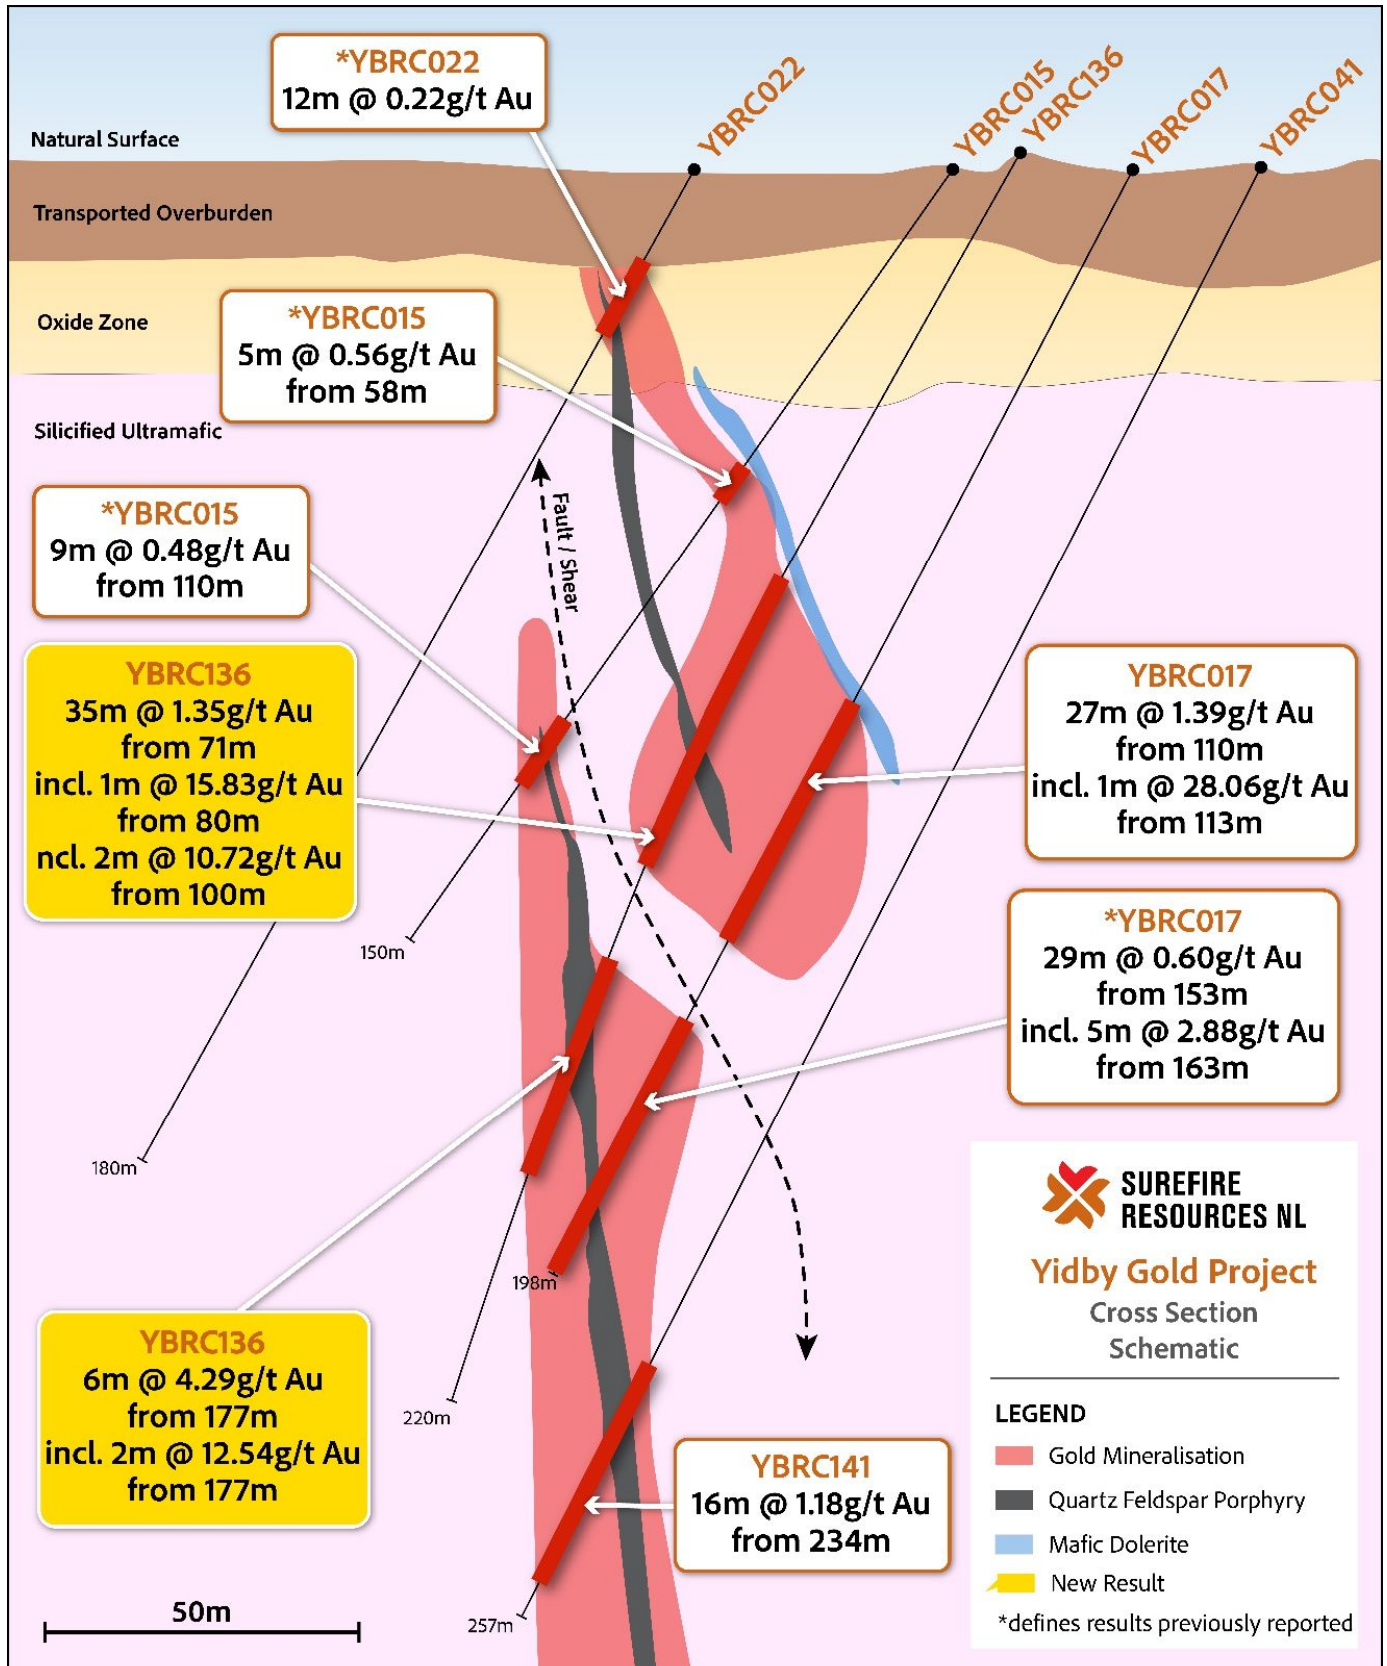 *YBRC022
12m @ 0.22g/t Au
YBRC022
YBRC015
YBRC136
YBRC017
YBRC041
Natural Surface
Transported Overburden
Oxide Zone
*YBRC015
5m @ 0.56g/t Au
from 58m
Silicified Ultramafic
Fault / Shear
*YBRC015
9m @ 0.48g/t Au
from 110m
YBRC136
35m @ 1.35g/t Au
from 71m
incl. 1m @ 15.83g/t Au
from 80m
ncl. 2m @ 10.72g/t Au
from 100m
YBRC017
27m @ 1.39g/t Au
from 110m
incl. 1m @ 28.06g/t Au
from 113m
*YBRC017
29m @ 0.60g/t Au
from 153m
incl. 5m @ 2.88g/t Au
from 163m
150m
180m
198m
220m
257m
YBRC136
6m @ 4.29g/t Au
from 177m
incl. 2m @ 12.54g/t Au
from 177m
YBRC141
16m @ 1.18g/t Au
from 234m
50m
SUREFIRE
RESOURCES NL
Yidby Gold Project
Cross Section
Schematic
LEGEND
Gold Mineralisation
Quartz Feldspar Porphyry
Mafic Dolerite
New Result
*defines results previously reported